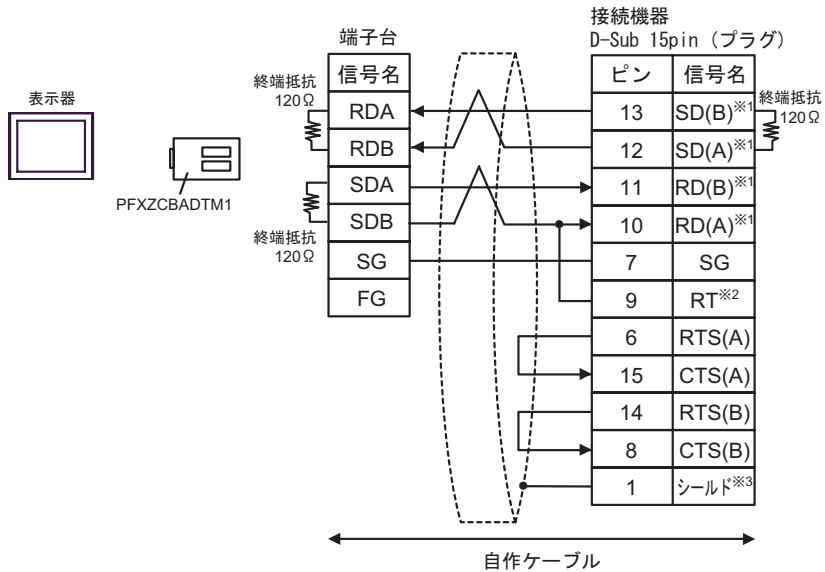 接続機器
D-Sub 15pin (プラグ)
端子台
信号名
ピン 信号名
終端抵抗
120Ω
表示器
PFXZCBADTM1
RDA
RDB
SDA
SDB
SG
FG
終端抵抗
120Ω
13 SD(B)※1
12 SD(A)※1
11 RD(B)※1
10 RD(A)※1
7 SG
9 RT※2
6 RTS(A)
15 CTS(A)
14 RTS(B)
8 CTS(B)
1 シールド※3
終端抵抗
120Ω
自作ケーブル